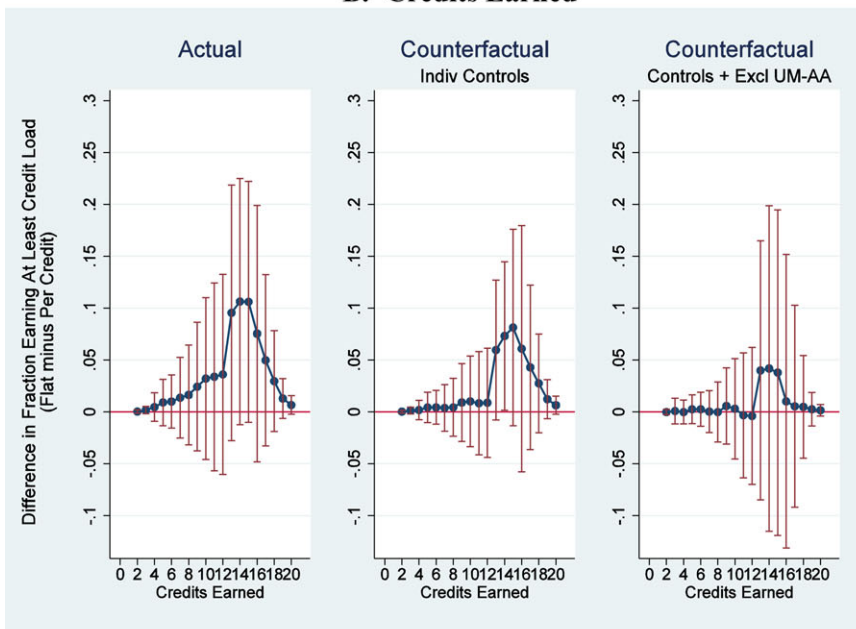 B. Credits Earned
Actual
Counterfactual
Indiv Controls
Counterfactual
Controls + Excl UM-AA
Difference in Fraction Earning At Least Credit Load
(Flat minus Per Credit)
.3
.25
.2
.15
.1
.05
0
-.05
-.1
0 2 4 6 8 101214161820
Credits Earned
.3
.25
.2
.15
.1
.05
0
-.05
-.1
0 2 4 6 8 101214161820
Credits Earned
.3
.25
.2
.15
.1
.05
0
-.05
-.1
0 2 4 6 8 101214161820
Credits Earned